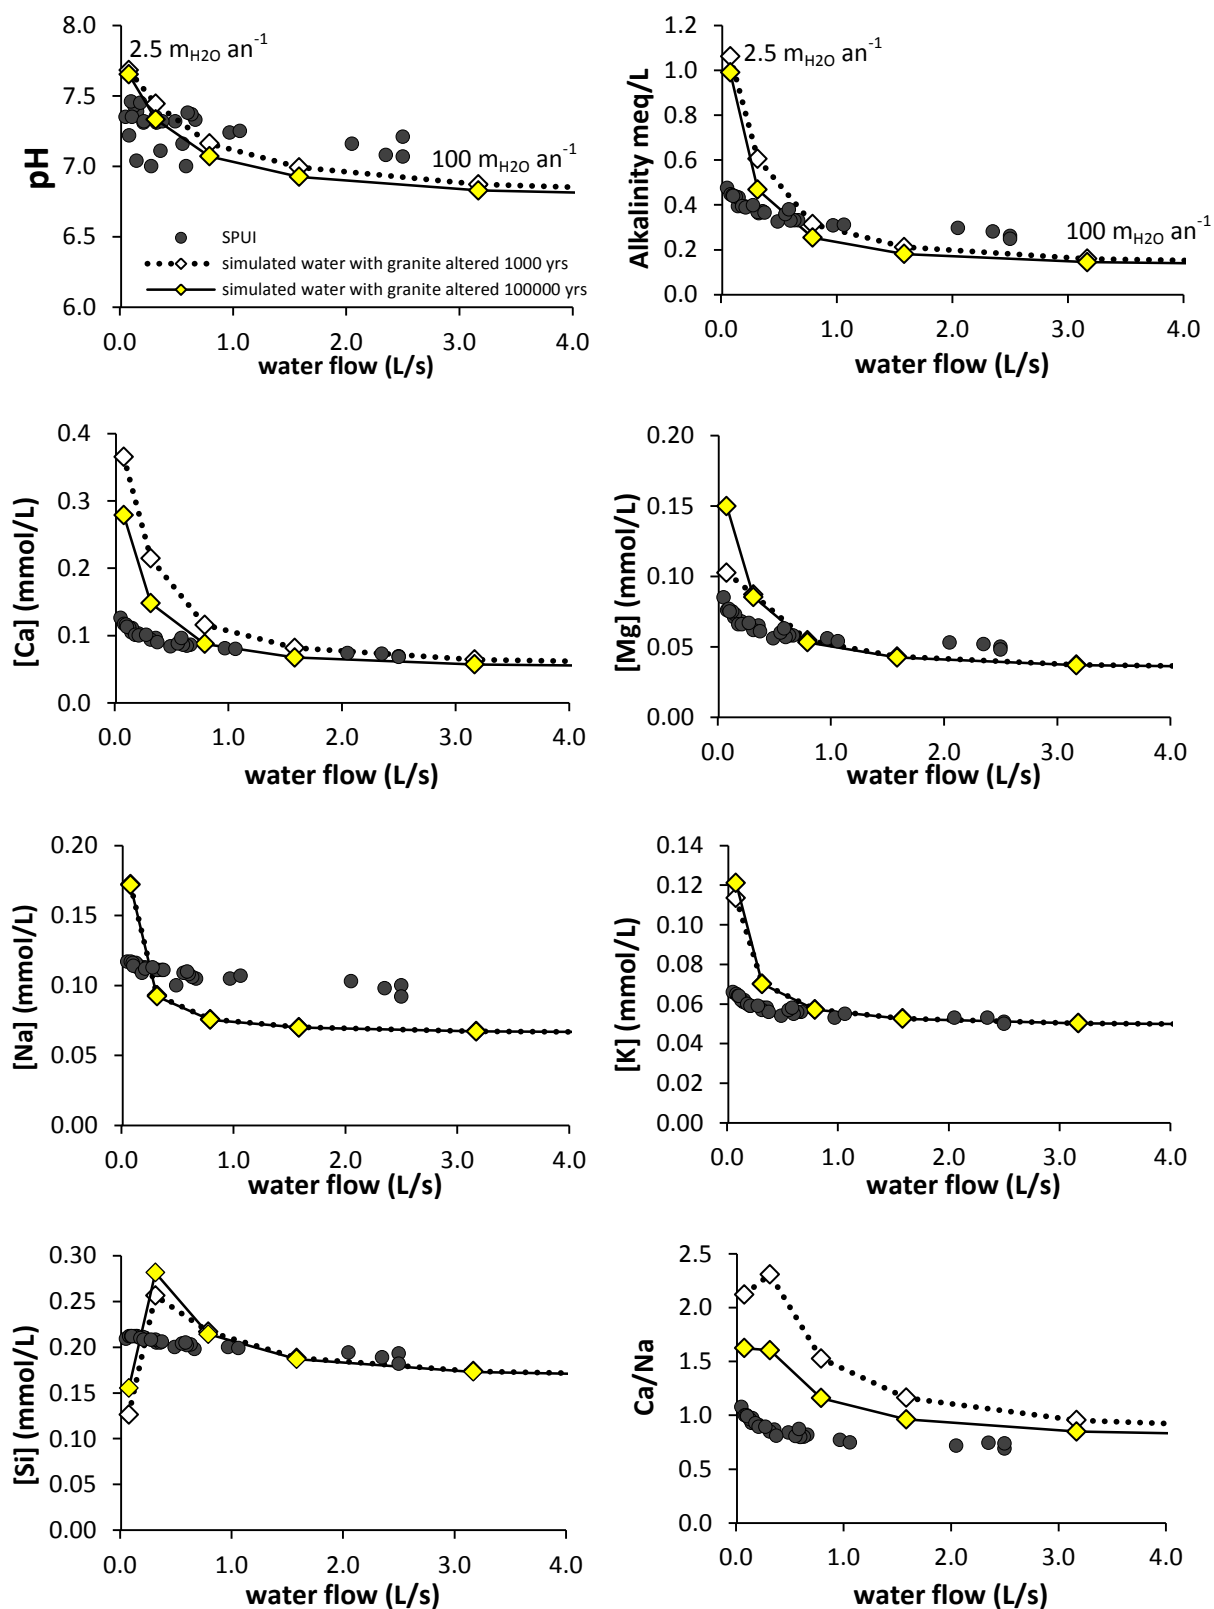 8.0
7.5
7.0
6.5
6.0
pH
2.5 m_H2O an^-1
100 m_H2O an^-1
SPUI
simulated water with granite altered 1000 yrs
simulated water with granite altered 100000 yrs
0.0 1.0 2.0 3.0 4.0
water flow (L/s)
1.2
1.0
0.8
0.6
0.4
0.2
0.0
Alkalinity meq/L
2.5 m_H2O an^-1
100 m_H2O an^-1
0.0 1.0 2.0 3.0 4.0
water flow (L/s)
0.4
0.3
0.2
0.1
0.0
[Ca] (mmol/L)
0.0 1.0 2.0 3.0 4.0
water flow (L/s)
0.20
0.15
0.10
0.05
0.00
[Mg] (mmol/L)
0.0 1.0 2.0 3.0 4.0
water flow (L/s)
0.20
0.15
0.10
0.05
0.00
[Na] (mmol/L)
0.0 1.0 2.0 3.0 4.0
water flow (L/s)
0.14
0.12
0.10
0.08
0.06
0.04
0.02
0.00
[K] (mmol/L)
0.0 1.0 2.0 3.0 4.0
water flow (L/s)
0.30
0.25
0.20
0.15
0.10
0.05
0.00
[Si] (mmol/L)
0.0 1.0 2.0 3.0 4.0
water flow (L/s)
2.5
2.0
1.5
1.0
0.5
0.0
Ca/Na
0.0 1.0 2.0 3.0 4.0
water flow (L/s)